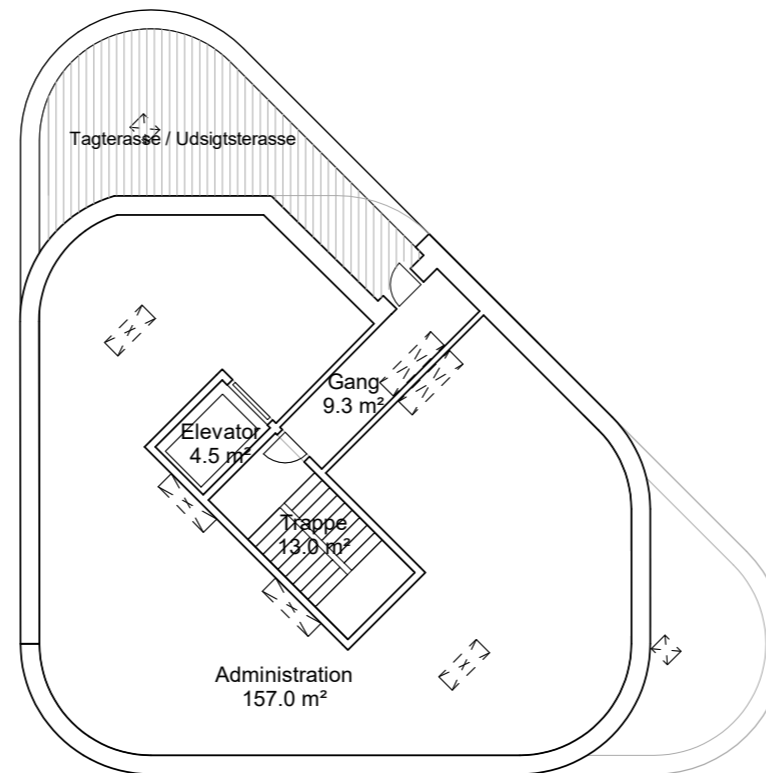 Tagterasse / Udsigtsterasse
Gang
9.3 m²
Elevator
4.5 m²
Trappe
13.0 m²
Administration
157.0 m²